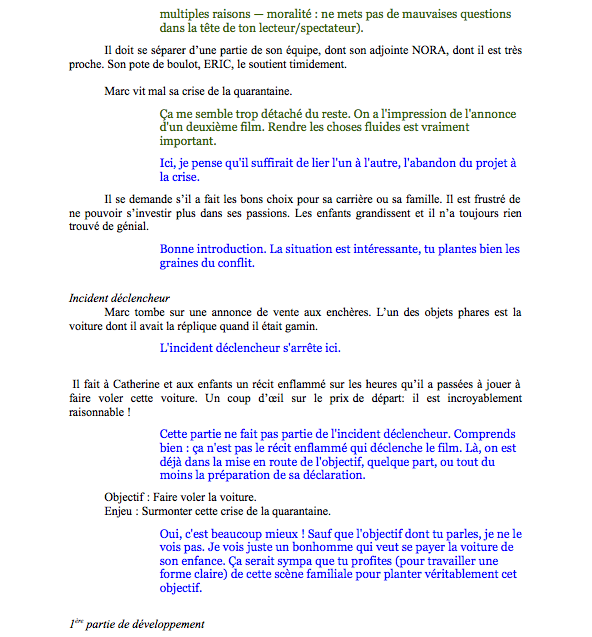 multiples raisons — moralité : ne mets pas de mauvaises questions
dans la tête de ton lecteur/spectateur).
Il doit se séparer d’une partie de son équipe, dont son adjointe NORA, dont il est très
proche. Son pote de boulot, ERIC, le soutient timidement.
Marc vit mal sa crise de la quarantaine.
Ça me semble trop détaché du reste. On a l'impression de l'annonce
d'un deuxième film. Rendre les choses fluides est vraiment
important.
Ici, je pense qu'il suffirait de lier l'un à l'autre, l'abandon du projet à
la crise.
Il se demande s’il a fait les bons choix pour sa carrière ou sa famille. Il est frustré de
ne pouvoir s’investir plus dans ses passions. Les enfants grandissent et il n’a toujours rien
trouvé de génial.
Bonne introduction. La situation est intéressante, tu plantes bien les
graines du conflit.
Incident déclencheur
Marc tombe sur une annonce de vente aux enchères. L’un des objets phares est la
voiture dont il avait la réplique quand il était gamin.
L'incident déclencheur s'arrête ici.
Il fait à Catherine et aux enfants un récit enflammé sur les heures qu’il a passées à jouer à
faire voler cette voiture. Un coup d’œil sur le prix de départ: il est incroyablement
raisonnable !
Cette partie ne fait pas partie de l'incident déclencheur. Comprends
bien : ça n'est pas le récit enflammé qui déclenche le film. Là, on est
déjà dans la mise en route de l'objectif, quelque part, ou tout du
moins la préparation de sa déclaration.
Objectif : Faire voler la voiture.
Enjeu : Surmonter cette crise de la quarantaine.
Oui, c'est beaucoup mieux ! Sauf que l'objectif dont tu parles, je ne le
vois pas. Je vois juste un bonhomme qui veut se payer la voiture de
son enfance. Ça serait sympa que tu profites (pour travailler une
forme claire) de cette scène familiale pour planter véritablement cet
objectif.
1ère partie de développement